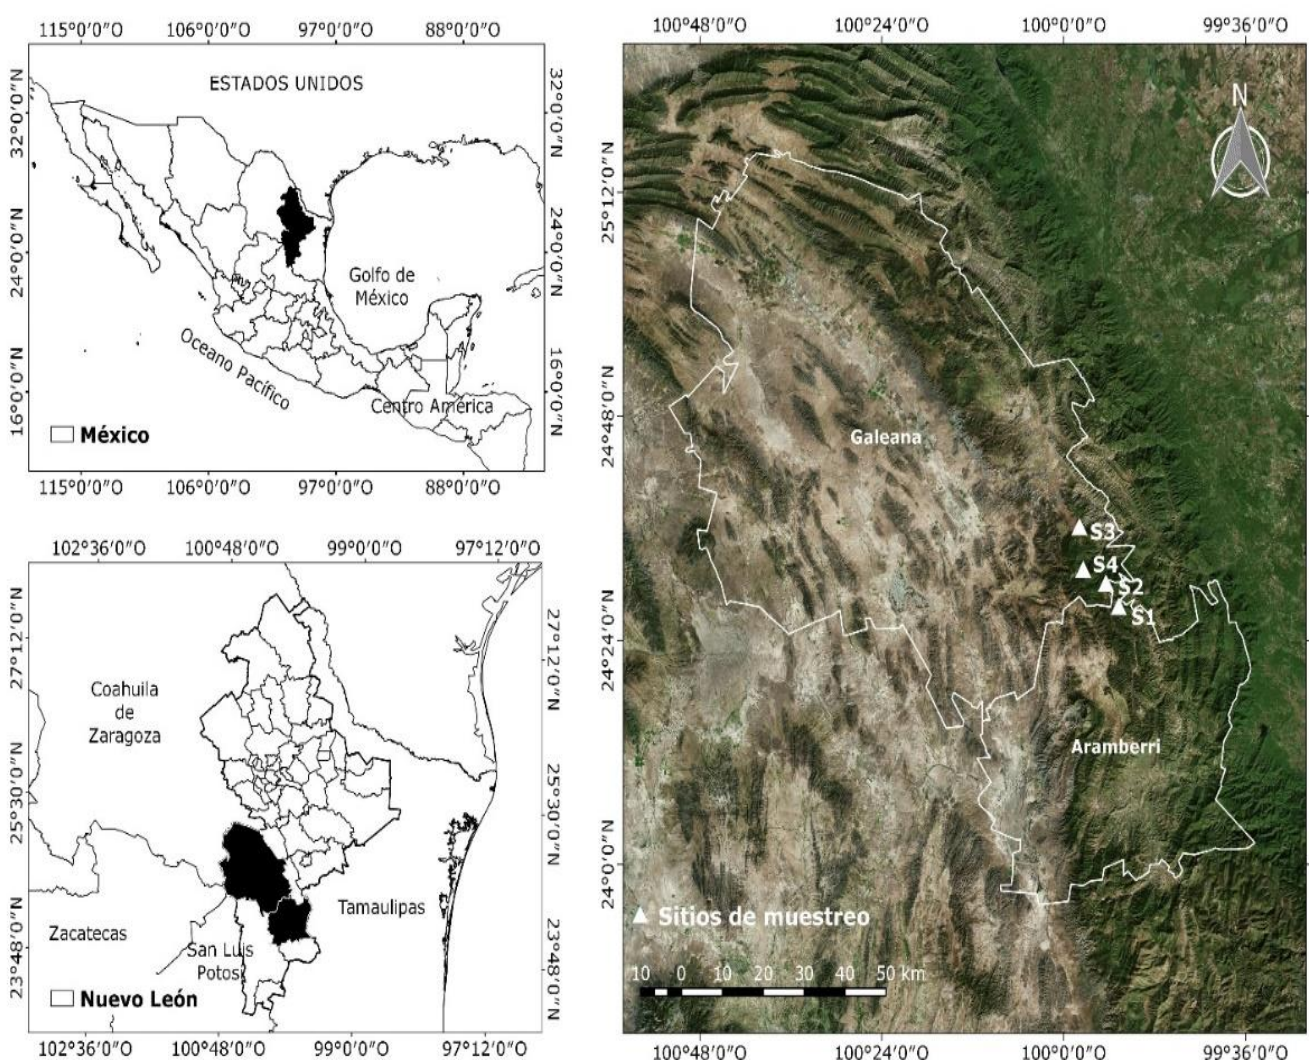 115°0′0″O 106°0′0″O 97°0′0″O 88°0′0″O
32°0′0″N
24°0′0″N
16°0′0″N
ESTADOS UNIDOS
Golfo de
México
Oceano Pacífico
Centro América
México
32°0′0″N
24°0′0″N
16°0′0″N
115°0′0″O 106°0′0″O 97°0′0″O 88°0′0″O
102°36′0″O 100°48′0″O 99°0′0″O 97°12′0″O
27°12′0″N
25°30′0″N
23°48′0″N
Coahuila
de
Zaragoza
Tamaulipas
Zacatecas
San Luis
Potosí
Nuevo León
27°12′0″N
25°30′0″N
23°48′0″N
102°36′0″O 100°48′0″O 99°0′0″O 97°12′0″O
100°48′0″O 100°24′0″O 100°0′0″O 99°36′0″O
25°12′0″N
24°48′0″N
24°24′0″N
24°0′0″N
N
Galeana
S3
S4
S2
S1
Aramberri
Sitios de muestreo
10 0 10 20 30 40 50 km
100°48′0″O 100°24′0″O 100°0′0″O 99°36′0″O